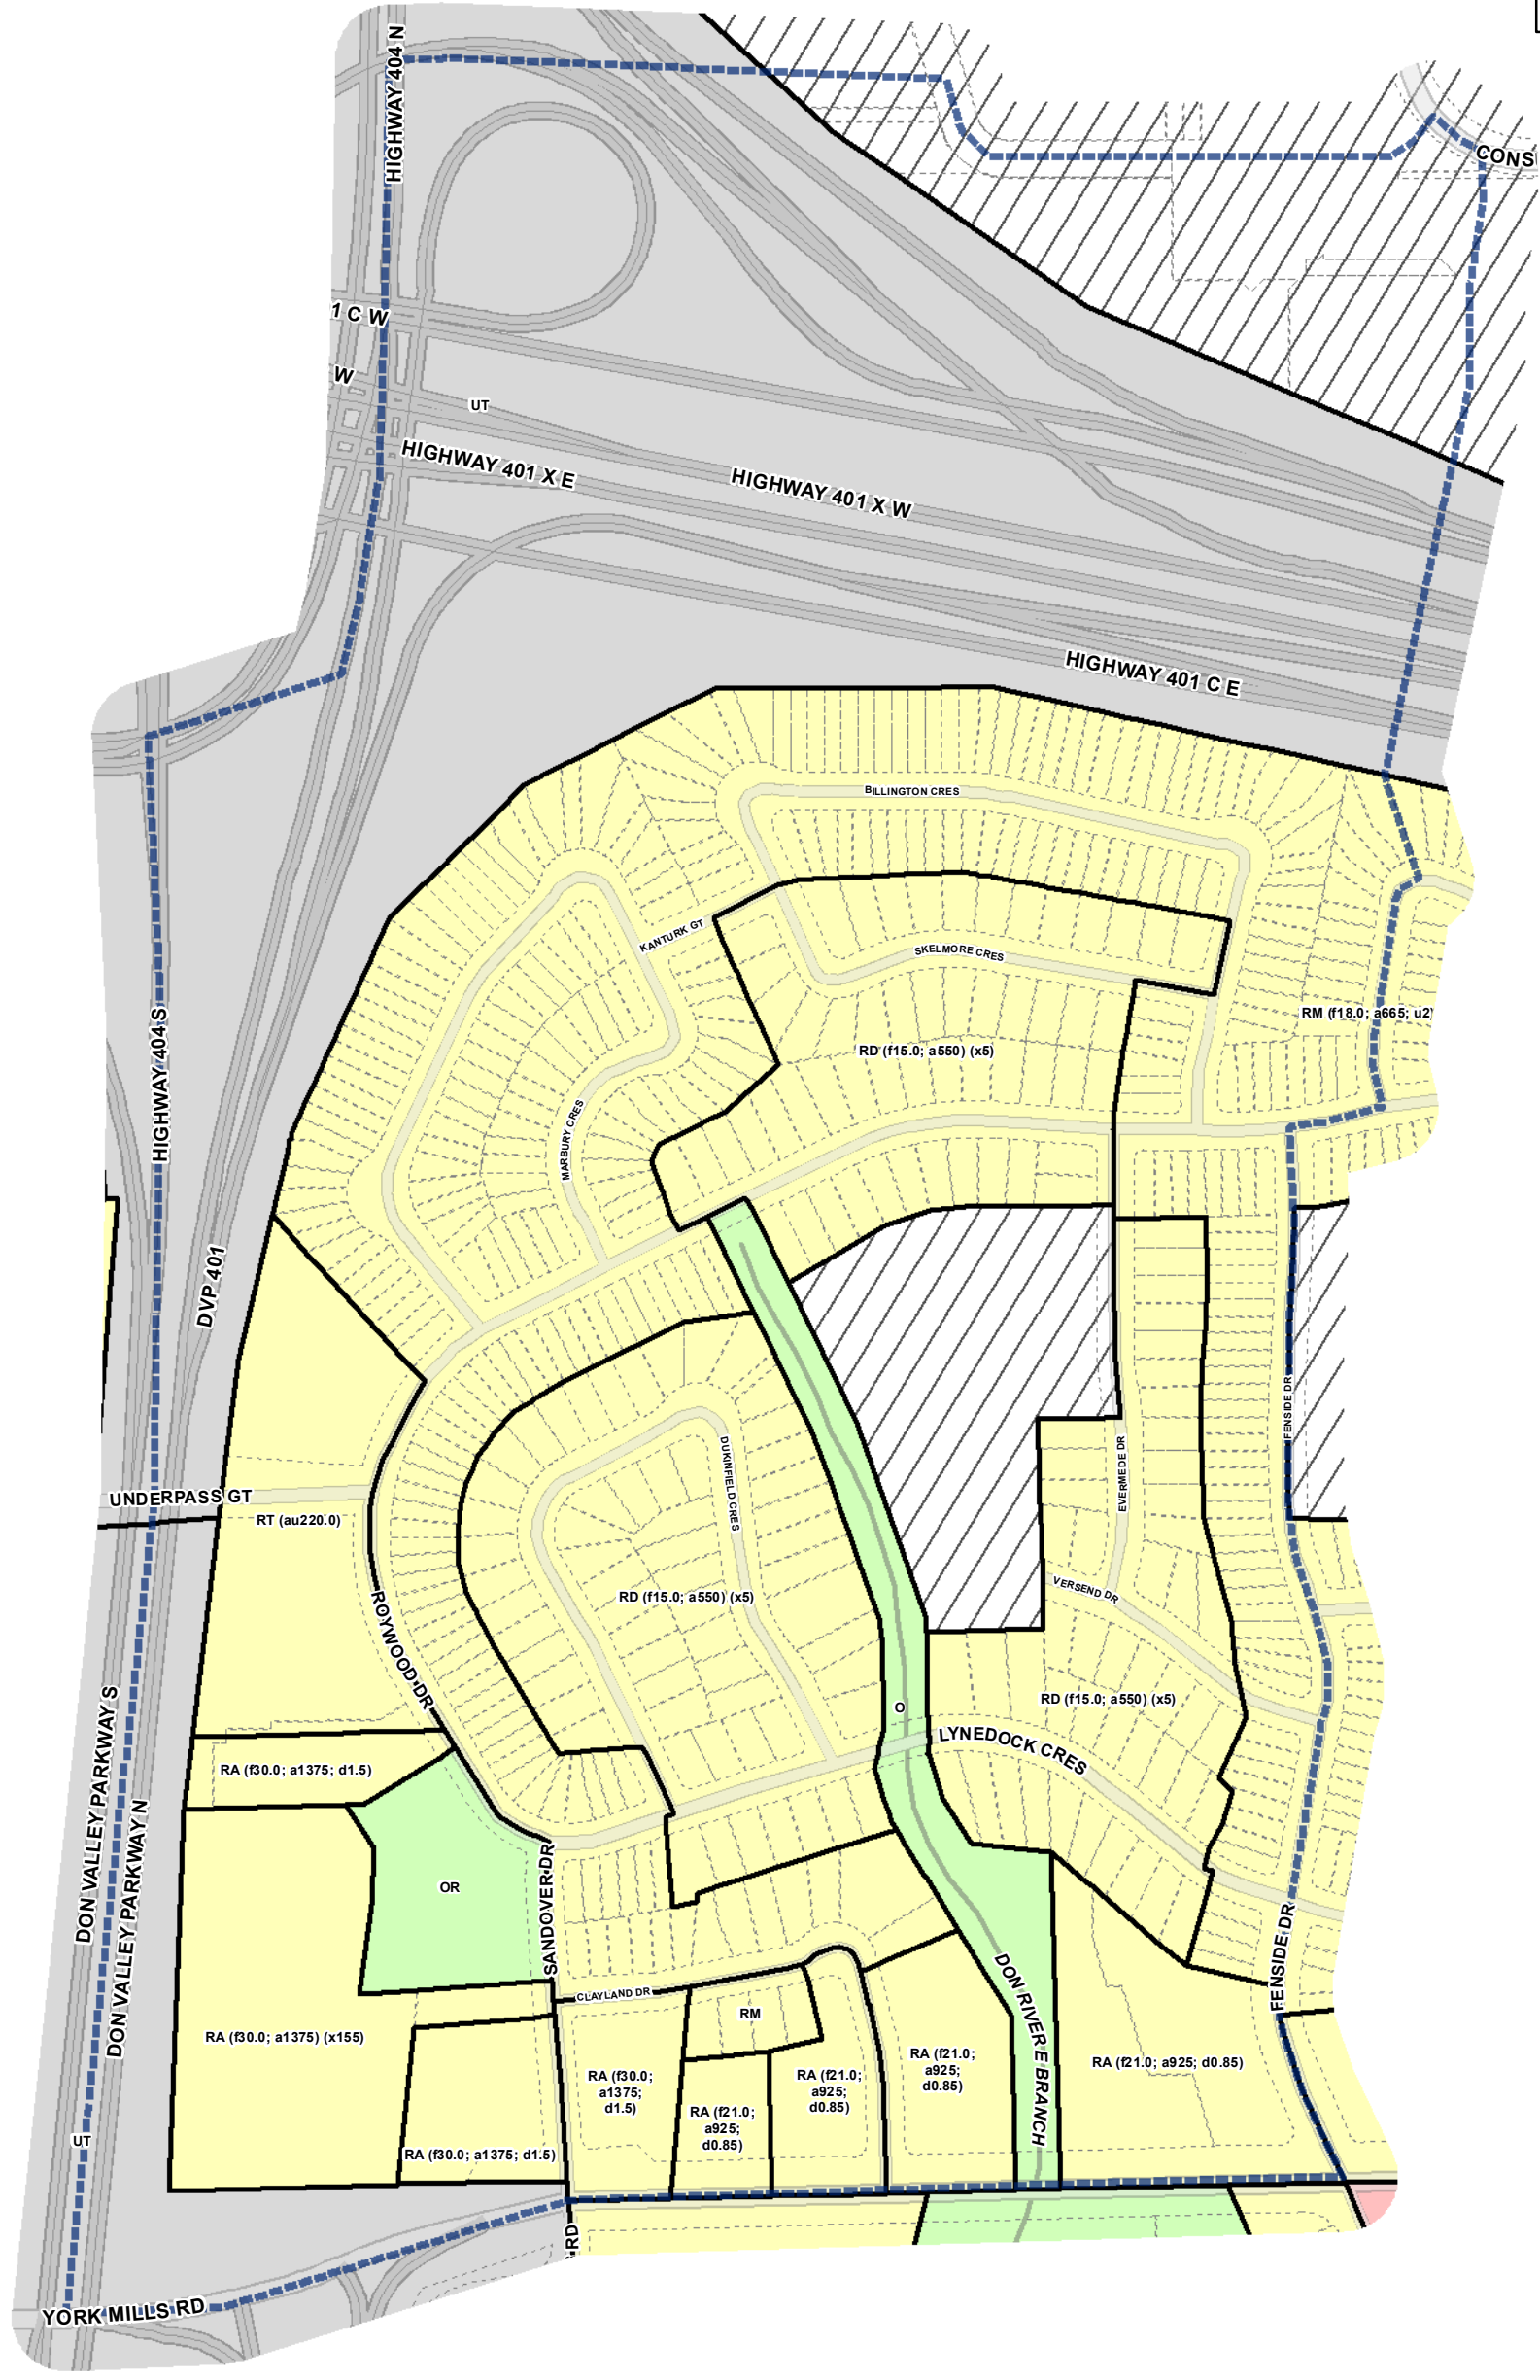 HIGHWAY 404 N
CONS
1 C W
W
UT
HIGHWAY 401 X E
HIGHWAY 401 X W
HIGHWAY 401 C E
BILLINGTON CRES
KANTURK GT
SKELMORE CRES
RM (f18.0; a665; u2)
HIGHWAY 404 S
RD (f15.0; a550) (x5)
MARBURY CRES
DVP 401
FENSIDE DR
DUKINFIELD CRES
EVERMEDE DR
UNDERPASS GT
RT (au220.0)
RD (f15.0; a550) (x5)
VERSEND DR
ROYWOOD DR
RD (f15.0; a550) (x5)
O
LYNEDOCK CRES
DON VALLEY PARKWAY S
RA (f30.0; a1375; d1.5)
DON VALLEY PARKWAY N
OR
SANDOVER DR
FENSIDE DR
CLAYLAND DR
DON RIVER E BRANCH
RM
RA (f30.0; a1375) (x155)
RA (f30.0;
a1375;
d1.5)
RA (f21.0;
a925;
d0.85)
RA (f21.0;
a925;
d0.85)
RA (f21.0;
a925;
d0.85)
RA (f21.0; a925; d0.85)
UT
RA (f30.0; a1375; d1.5)
RD
YORK MILLS RD